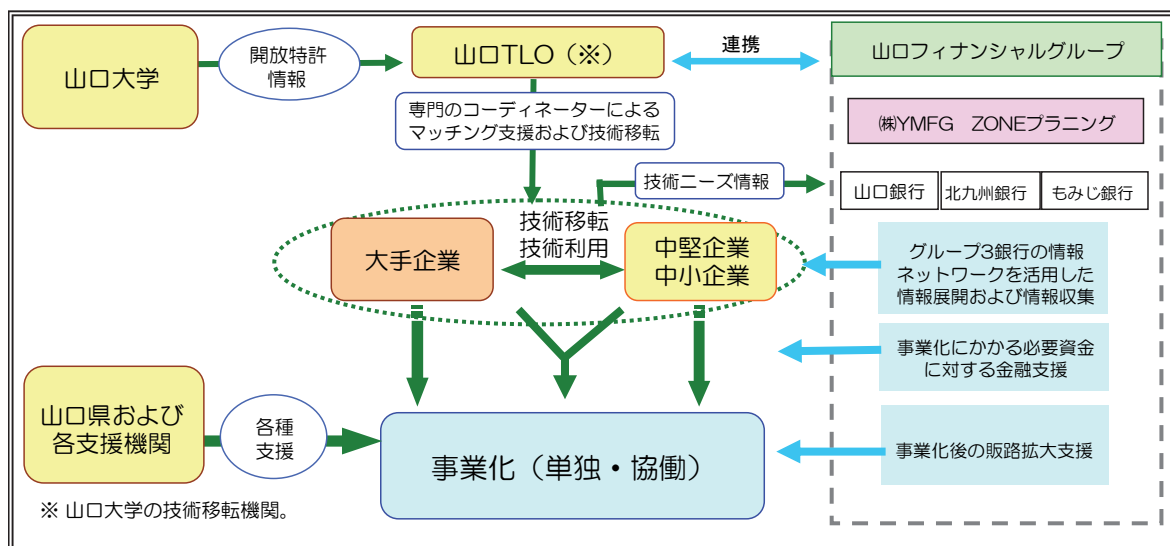 山口大学
開放特許
情報
山口TLO（※）
連携
山口フィナンシャルグループ
専門のコーディネーターによる
マッチング支援および技術移転
㈱YMFG　ZONEプラニング
技術ニーズ情報
山口銀行
北九州銀行
もみじ銀行
大手企業
技術移転
技術利用
中堅企業
中小企業
グループ3銀行の情報
ネットワークを活用した
情報展開および情報収集
事業化にかかる必要資金
に対する金融支援
山口県および
各支援機関
各種
支援
事業化（単独・協働）
事業化後の販路拡大支援
※ 山口大学の技術移転機関。